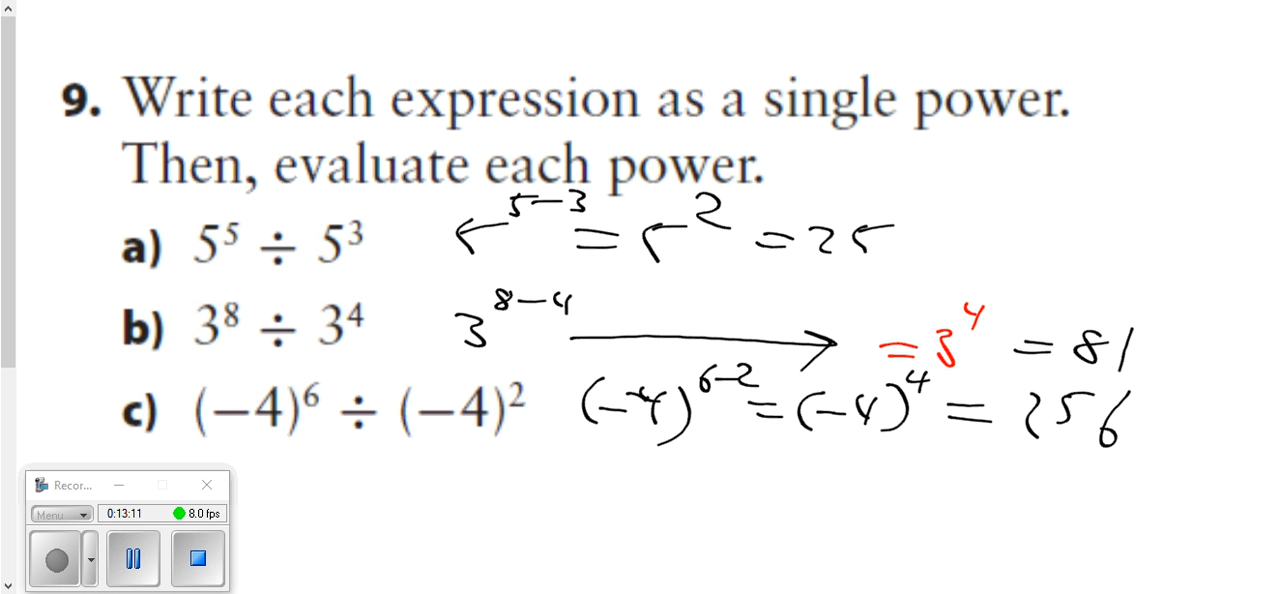 9. Write each expression as a single power.
Then, evaluate each power.
a) 5⁵ ÷ 5³ 5⁵⁻³ = 5² = 25
b) 3⁸ ÷ 3⁴ 3⁸⁻⁴ → = 3⁴ = 81
c) (−4)⁶ ÷ (−4)² (−4)⁶⁻² = (−4)⁴ = 256
Recor...
Menu 0:13:11 8.0 fps